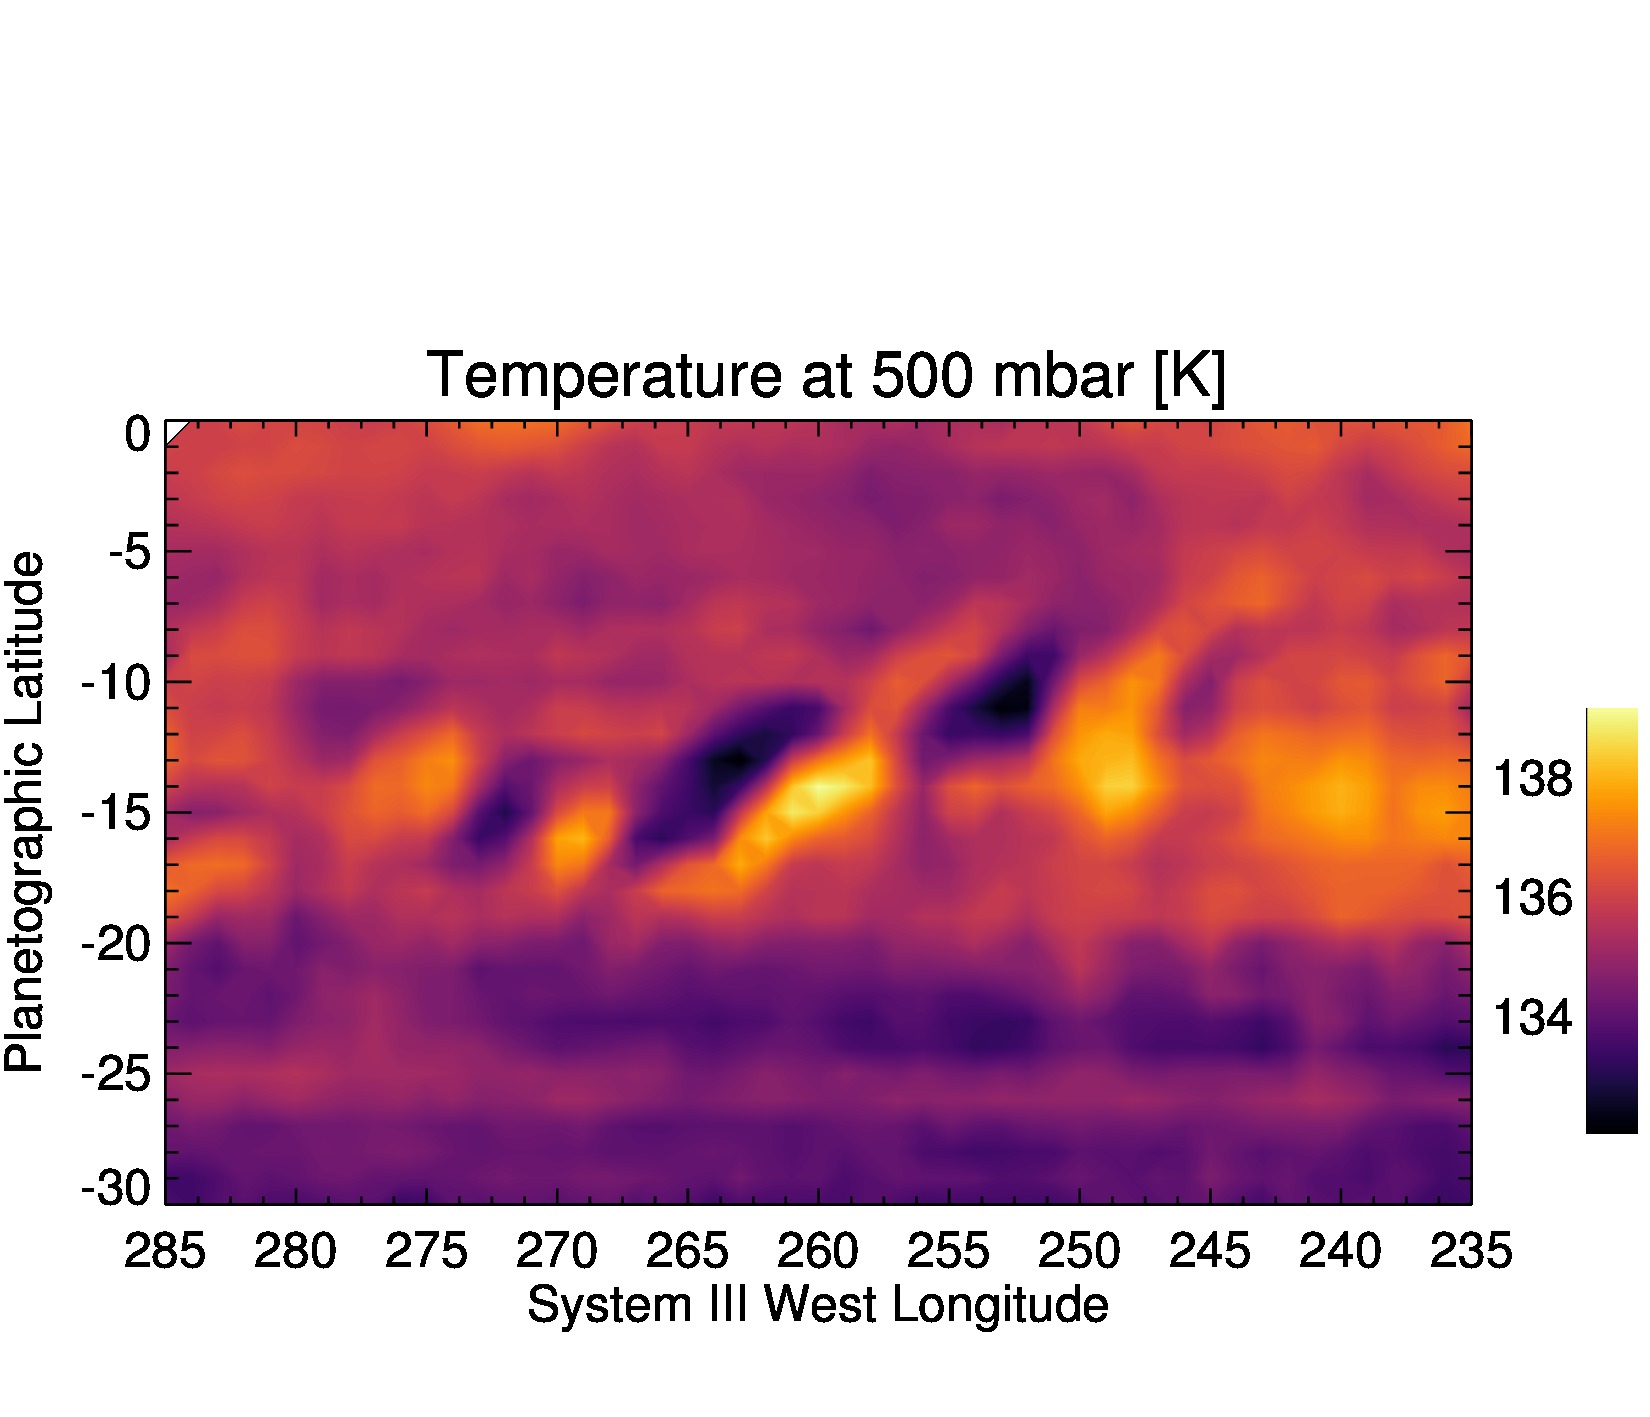 Temperature at 500 mbar [K]
0
-5
-10
-15
-20
-25
-30
Planetographic Latitude
285 280 275 270 265 260 255 250 245 240 235
System III West Longitude
138
136
134